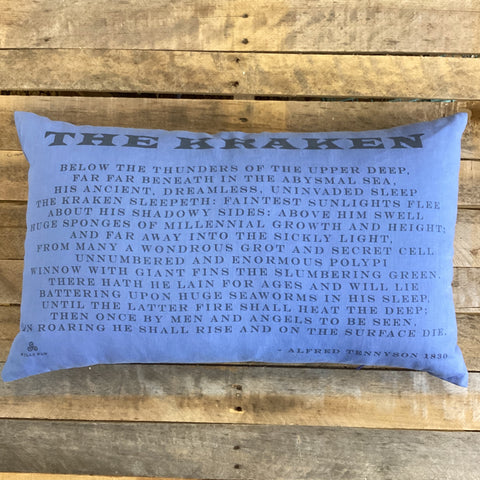 THE KRAKEN
BELOW THE THUNDERS OF THE UPPER DEEP,
FAR FAR BENEATH IN THE ABYSMAL SEA,
HIS ANCIENT, DREAMLESS, UNINVADED SLEEP
THE KRAKEN SLEEPETH: FAINTEST SUNLIGHTS FLEE
ABOUT HIS SHADOWY SIDES: ABOVE HIM SWELL
HUGE SPONGES OF MILLENNIAL GROWTH AND HEIGHT;
AND FAR AWAY INTO THE SICKLY LIGHT,
FROM MANY A WONDROUS GROT AND SECRET CELL
UNNUMBERED AND ENORMOUS POLYPI
WINNOW WITH GIANT FINS THE SLUMBERING GREEN.
THERE HATH HE LAIN FOR AGES AND WILL LIE
BATTERING UPON HUGE SEAWORMS IN HIS SLEEP,
UNTIL THE LATTER FIRE SHALL HEAT THE DEEP;
THEN ONCE BY MEN AND ANGELS TO BE SEEN,
IN ROARING HE SHALL RISE AND ON THE SURFACE DIE.
- ALFRED TENNYSON 1830